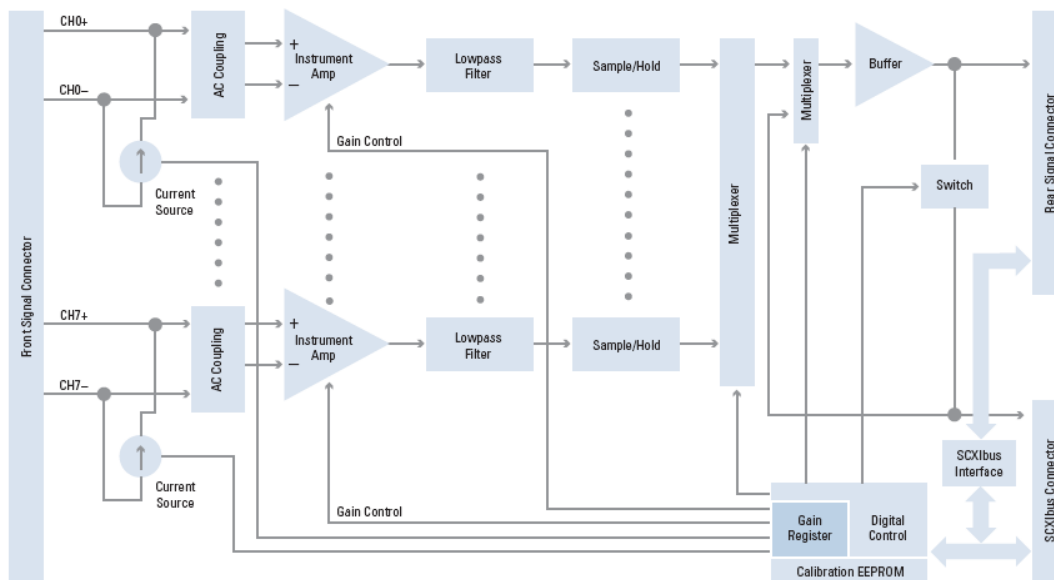 CH0+
CH0–
AC Coupling
+
–
Instrument
Amp
Lowpass
Filter
Sample/Hold
Multiplexer
Multiplexer
Buffer
Rear Signal Connector
Gain Control
Current
Source
Switch
Front Signal Connector
CH7+
CH7–
AC Coupling
+
–
Instrument
Amp
Lowpass
Filter
Sample/Hold
Current
Source
Gain Control
SCXIbus
Interface
SCXIbus Connector
Gain
Register
Digital
Control
Calibration EEPROM